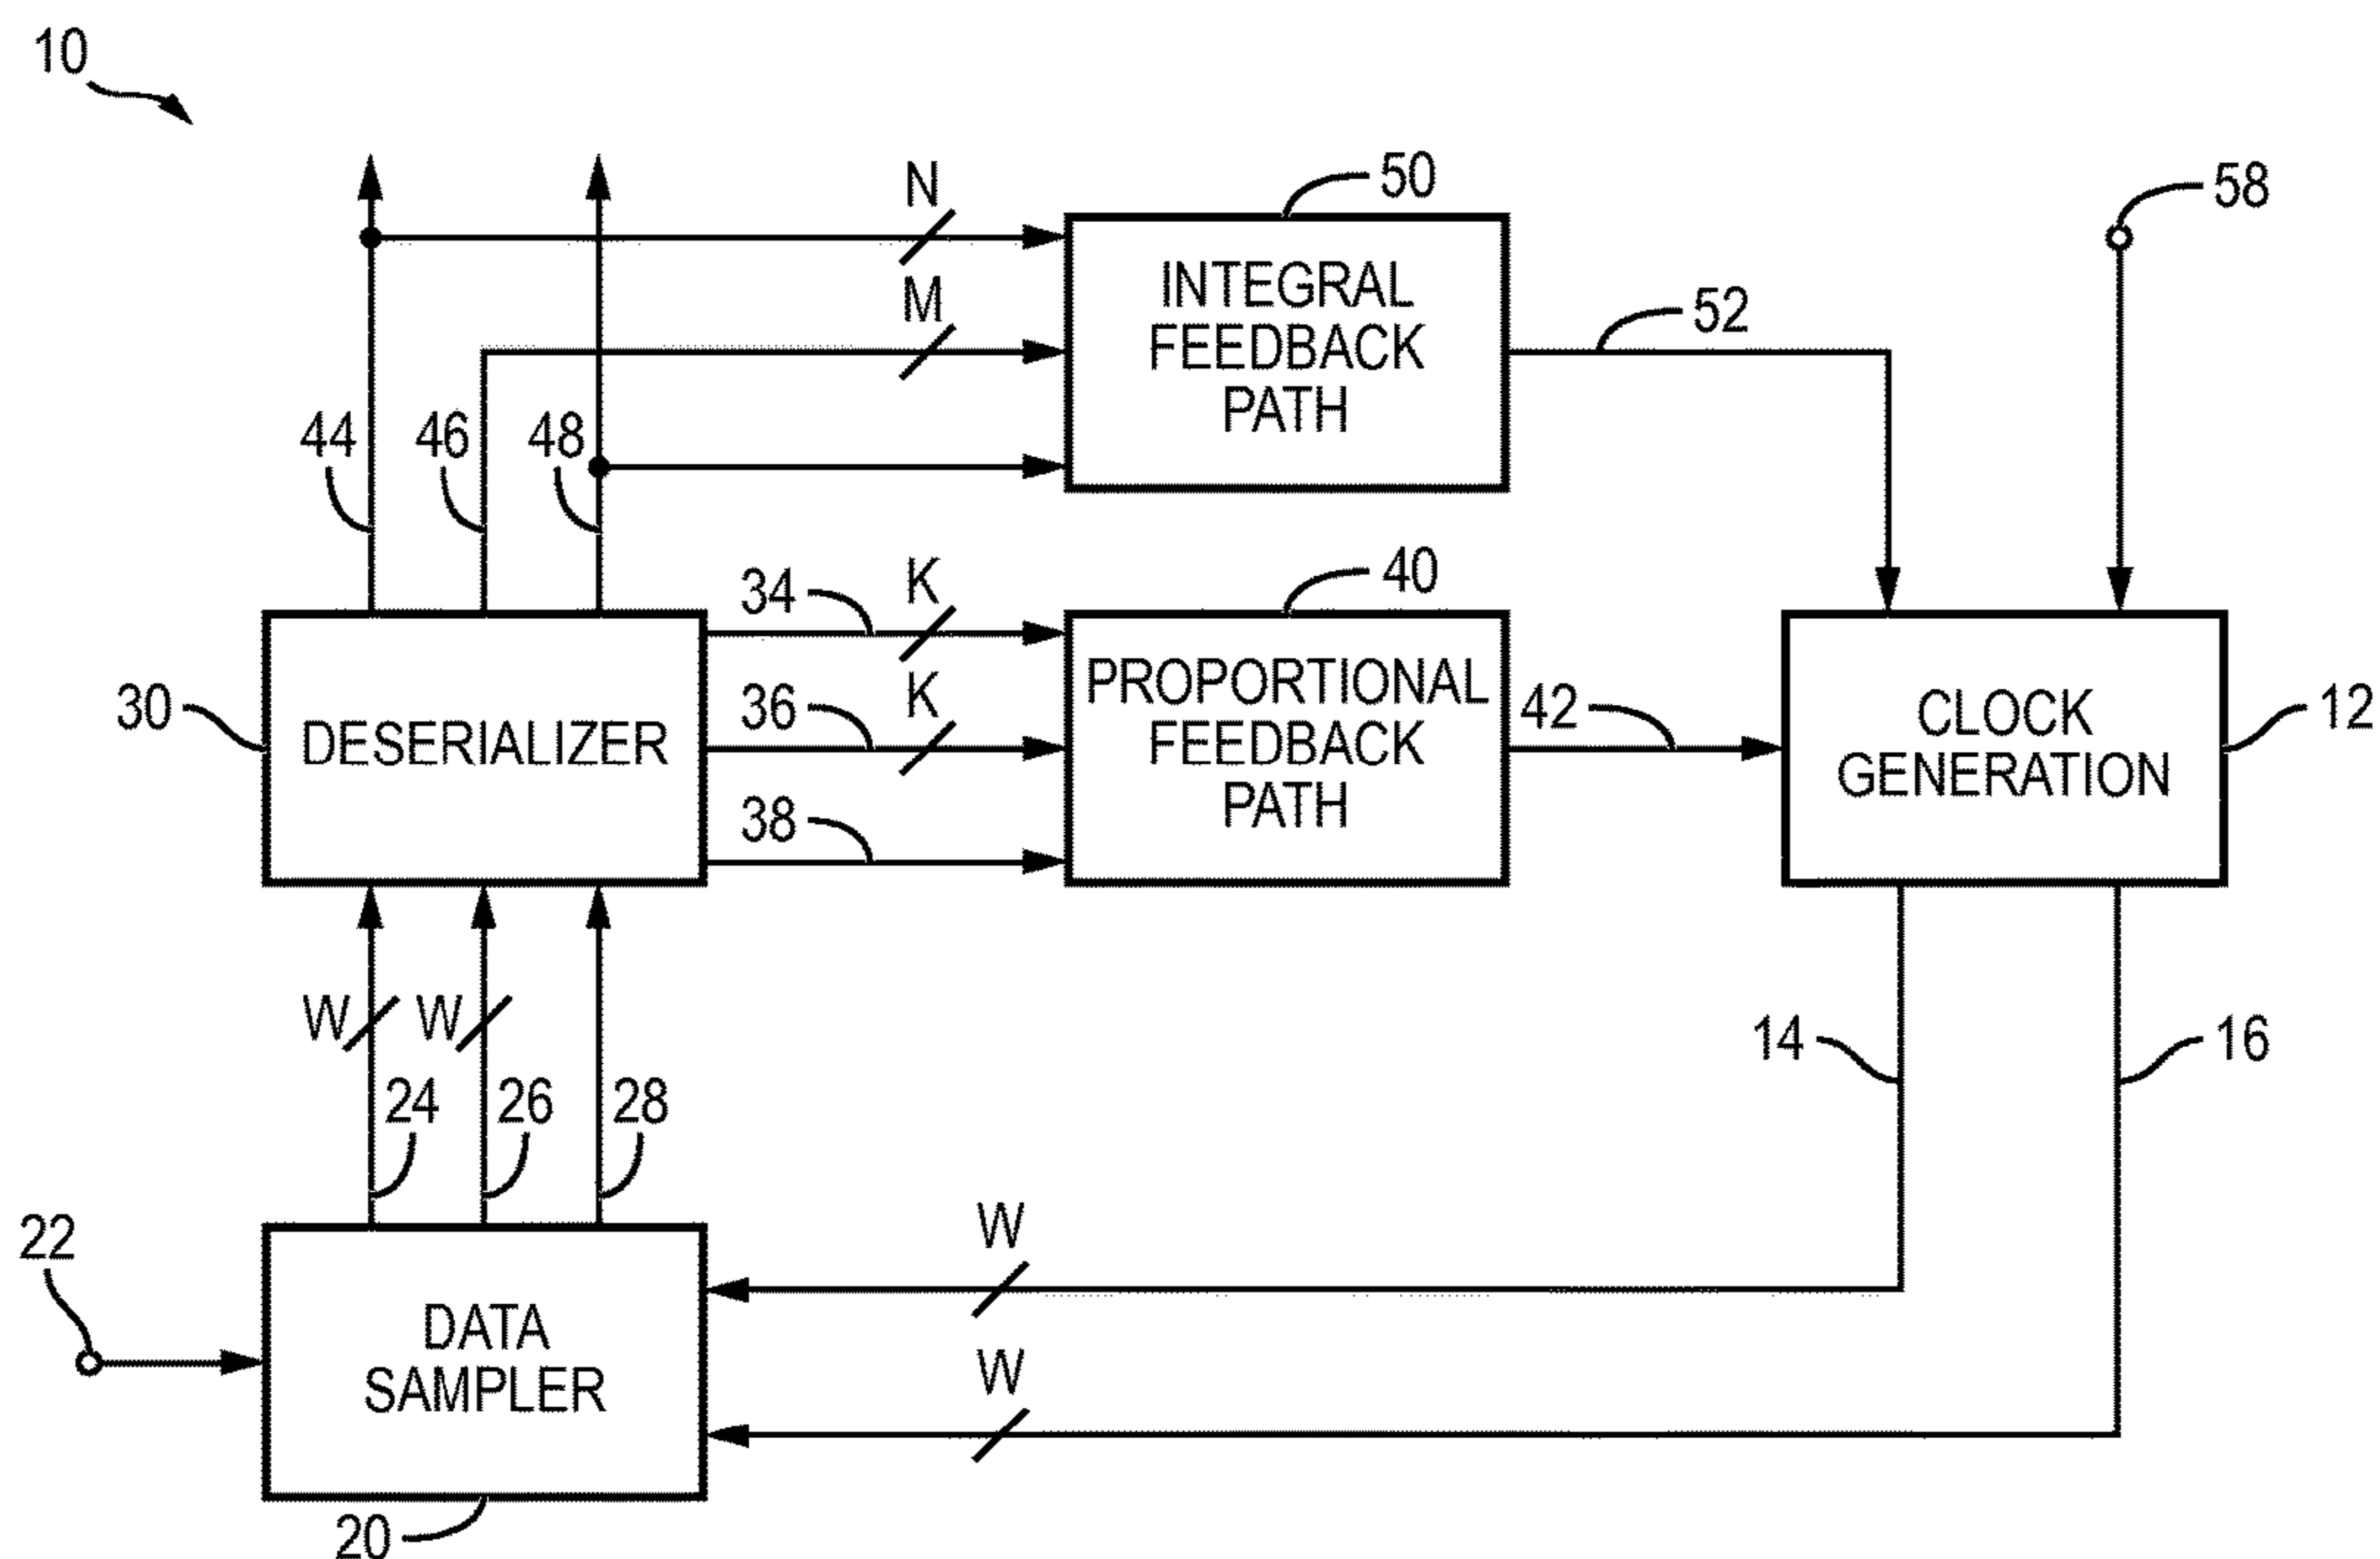 10
N
50
58
M
INTEGRAL
FEEDBACK
PATH
52
44
46
48
34
K
40
30
DESERIALIZER
36
K
PROPORTIONAL
FEEDBACK
PATH
42
CLOCK
GENERATION
12
38
W
W
24
26
28
14
16
22
W
DATA
SAMPLER
W
20